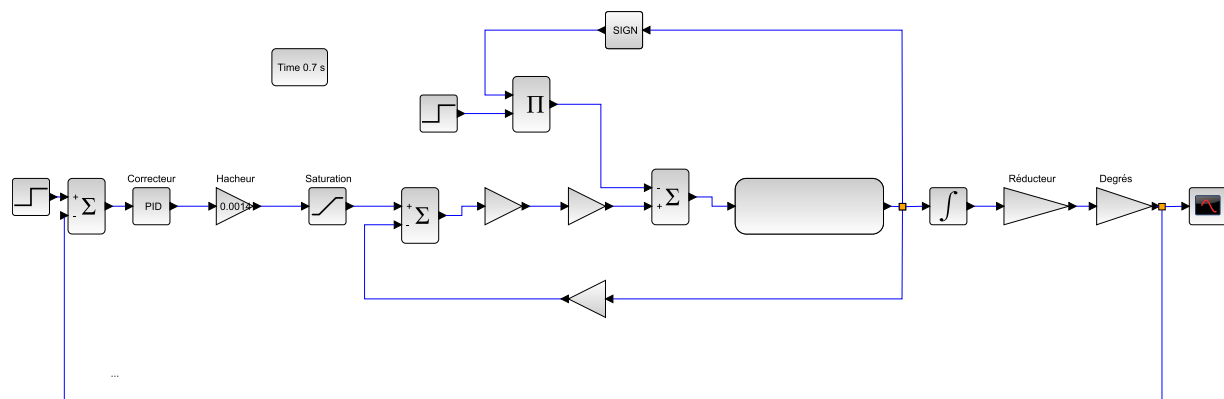 SIGN
Time 0.7 s
Π
Correcteur
Hacheur
Saturation
Réducteur
Degrés
+
-
Σ
PID
0.0014
+
-
Σ
-
+
Σ
∫
...